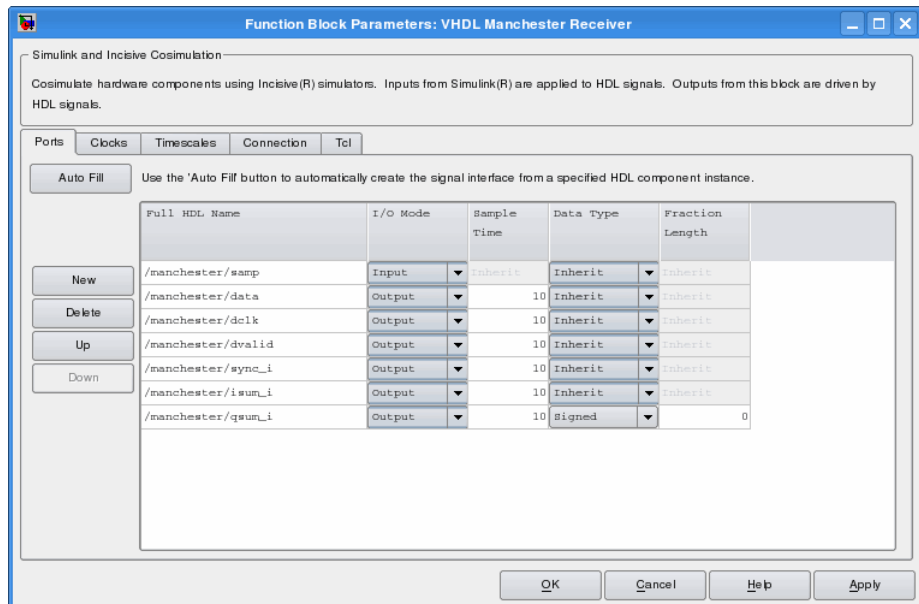 Function Block Parameters: VHDL Manchester Receiver
Simulink and Incisive Cosimulation
Cosimulate hardware components using Incisive(R) simulators. Inputs from Simulink(R) are applied to HDL signals. Outputs from this block are driven by
HDL signals.
Ports Clocks Timescales Connection Tcl
Auto Fill Use the 'Auto Fill' button to automatically create the signal interface from a specified HDL component instance.
Full HDL Name I/O Mode Sample Time Data Type Fraction Length
/manchester/samp Input Inherit Inherit Inherit
/manchester/data Output 10 Inherit Inherit
/manchester/dclk Output 10 Inherit Inherit
/manchester/dvalid Output 10 Inherit Inherit
/manchester/sync_i Output 10 Inherit Inherit
/manchester/isum_i Output 10 Inherit Inherit
/manchester/qsum_i Output 10 Signed 0
New
Delete
Up
Down
OK Cancel Help Apply